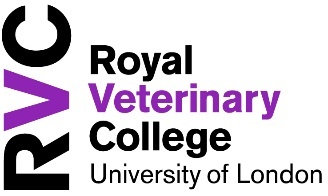 RVC
Royal
Veterinary
College
University of London